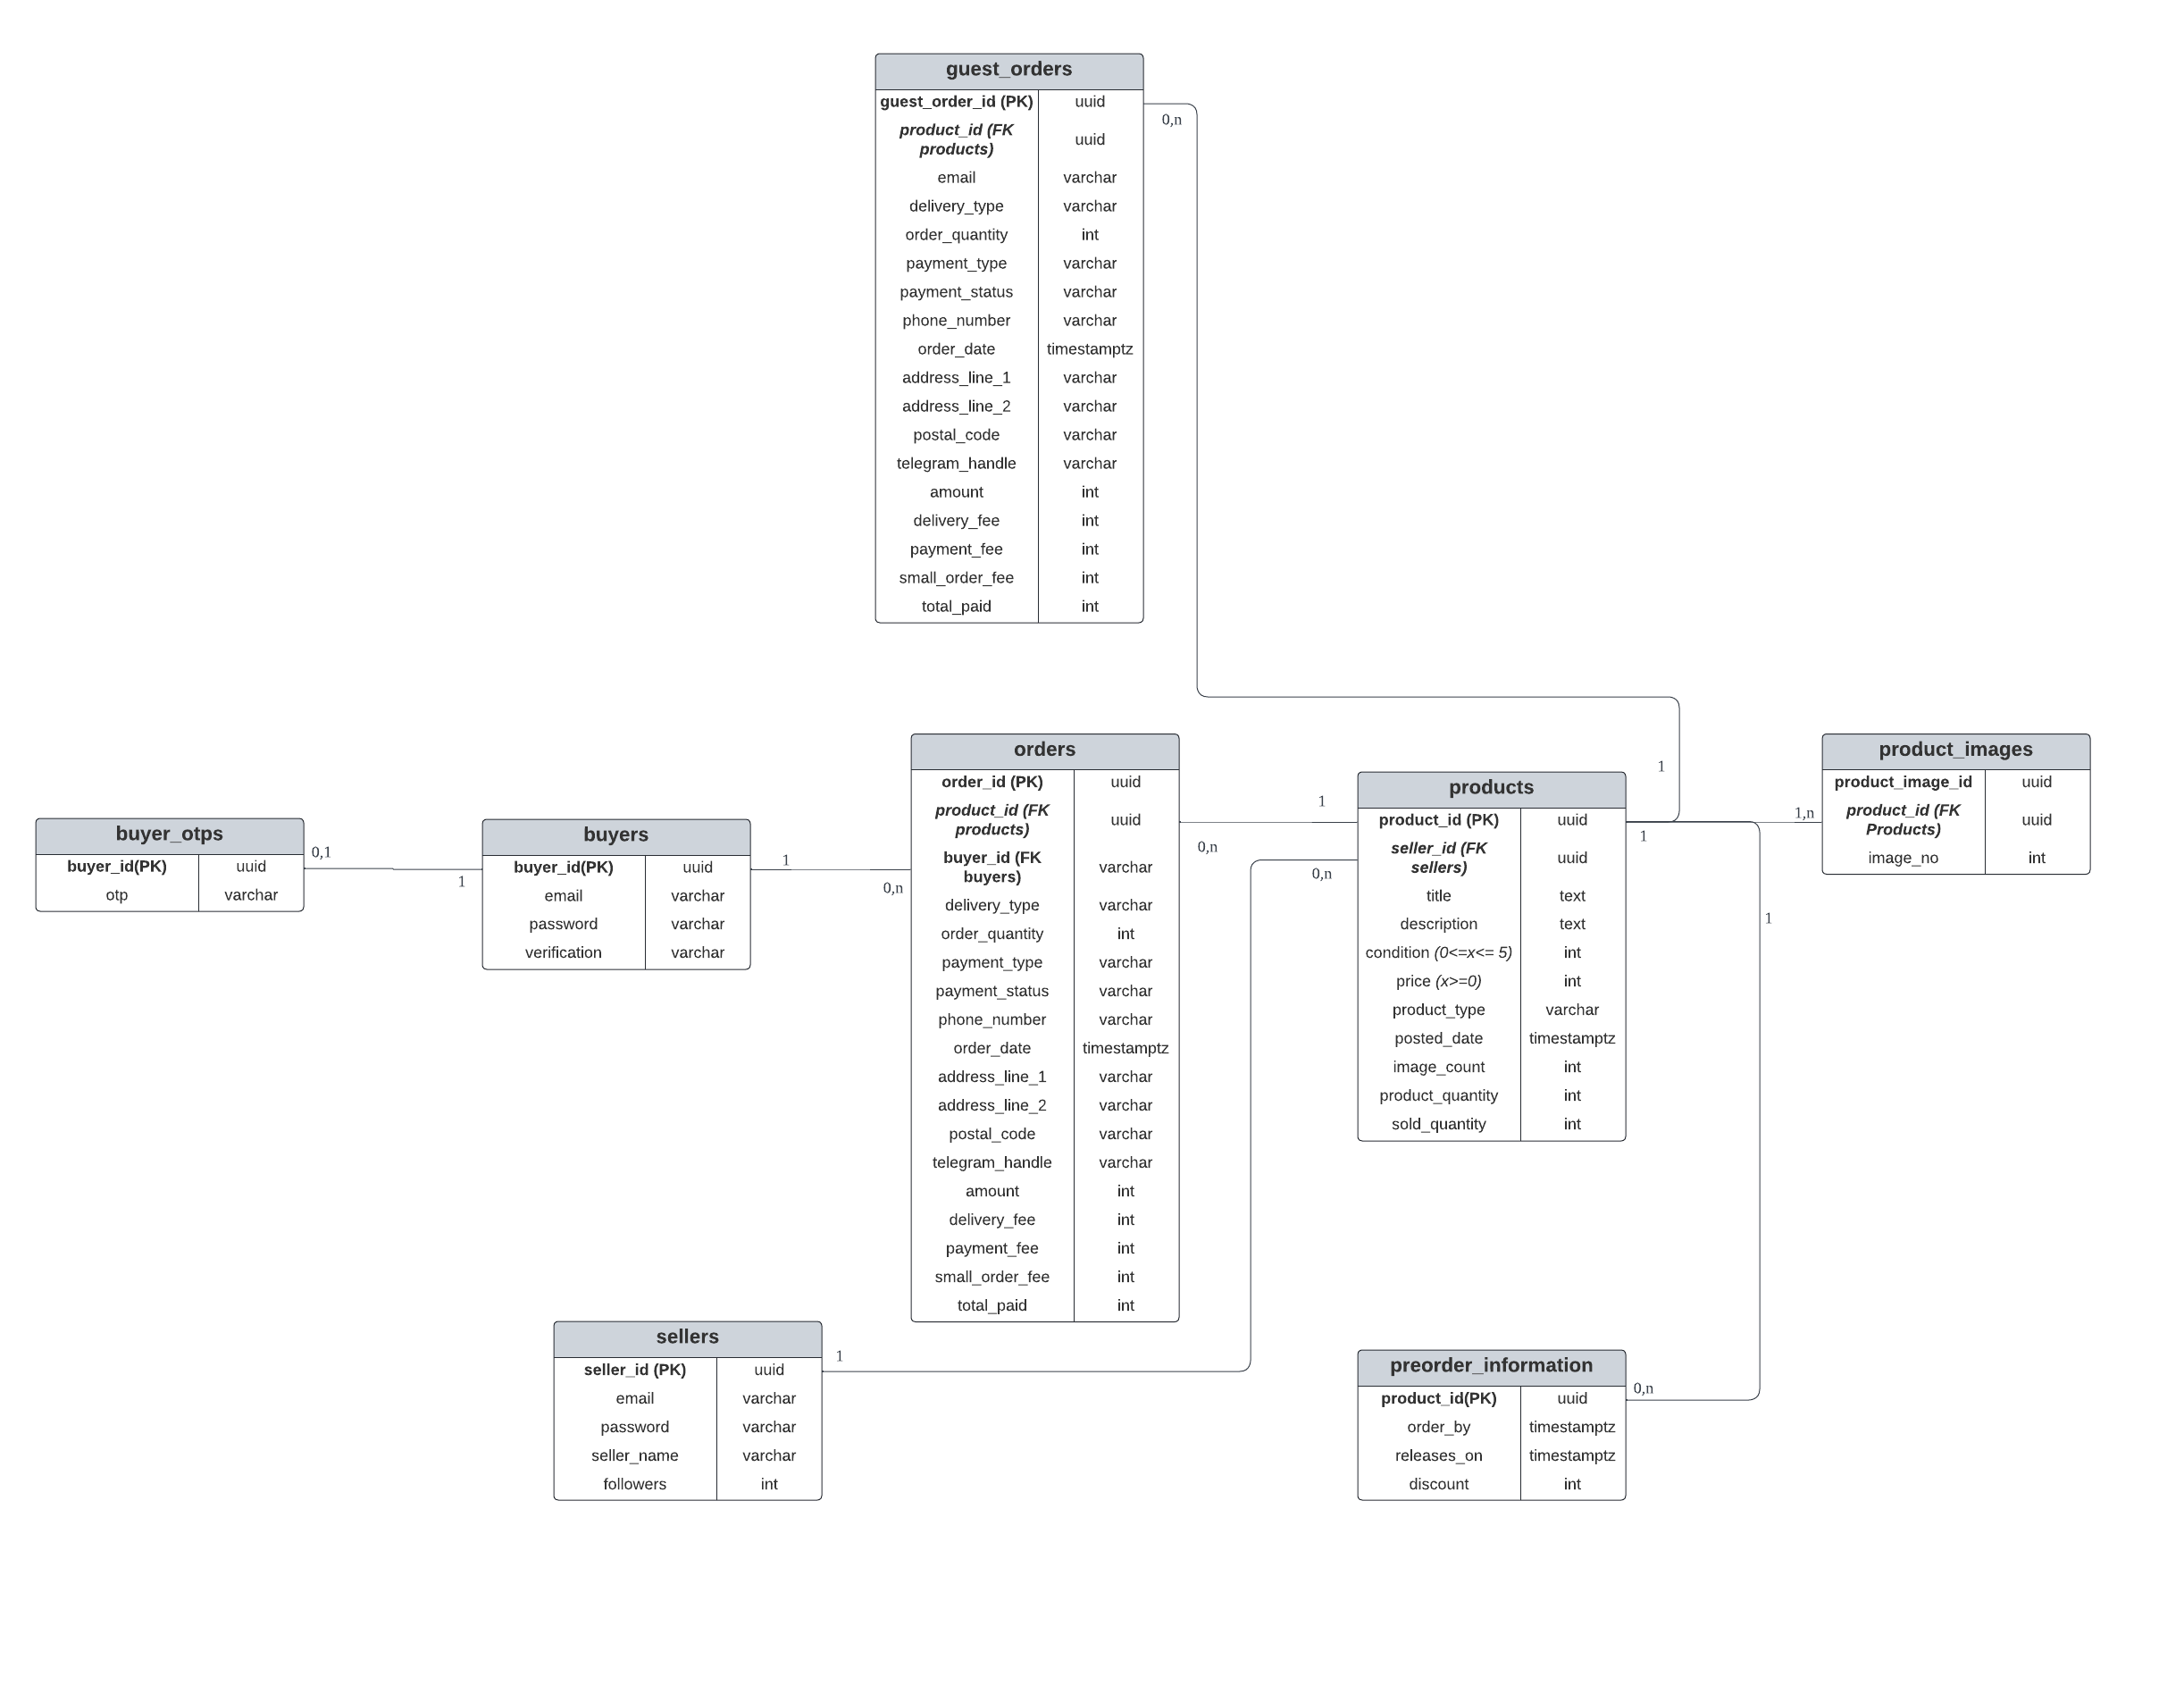 guest_orders
guest_order_id (PK) uuid
product_id (FK
products) uuid
email varchar
delivery_type varchar
order_quantity int
payment_type varchar
payment_status varchar
phone_number varchar
order_date timestamptz
address_line_1 varchar
address_line_2 varchar
postal_code varchar
telegram_handle varchar
amount int
delivery_fee int
payment_fee int
small_order_fee int
total_paid int
0,n
1
buyer_otps
buyer_id(PK) uuid
otp varchar
0,1
1
buyers
buyer_id(PK) uuid
email varchar
password varchar
verification varchar
1
0,n
orders
order_id (PK) uuid
product_id (FK
products) uuid
buyer_id (FK
buyers) varchar
delivery_type varchar
order_quantity int
payment_type varchar
payment_status varchar
phone_number varchar
order_date timestamptz
address_line_1 varchar
address_line_2 varchar
postal_code varchar
telegram_handle varchar
amount int
delivery_fee int
payment_fee int
small_order_fee int
total_paid int
1
0,n
0,n
products
product_id (PK) uuid
seller_id (FK
sellers) uuid
title text
description text
condition (0<=x<= 5) int
price (x>=0) int
product_type varchar
posted_date timestamptz
image_count int
product_quantity int
sold_quantity int
1
1,n
1
product_images
product_image_id uuid
product_id (FK
Products) uuid
image_no int
sellers
seller_id (PK) uuid
email varchar
password varchar
seller_name varchar
followers int
1
preorder_information
product_id(PK) uuid
order_by timestamptz
releases_on timestamptz
discount int
0,n